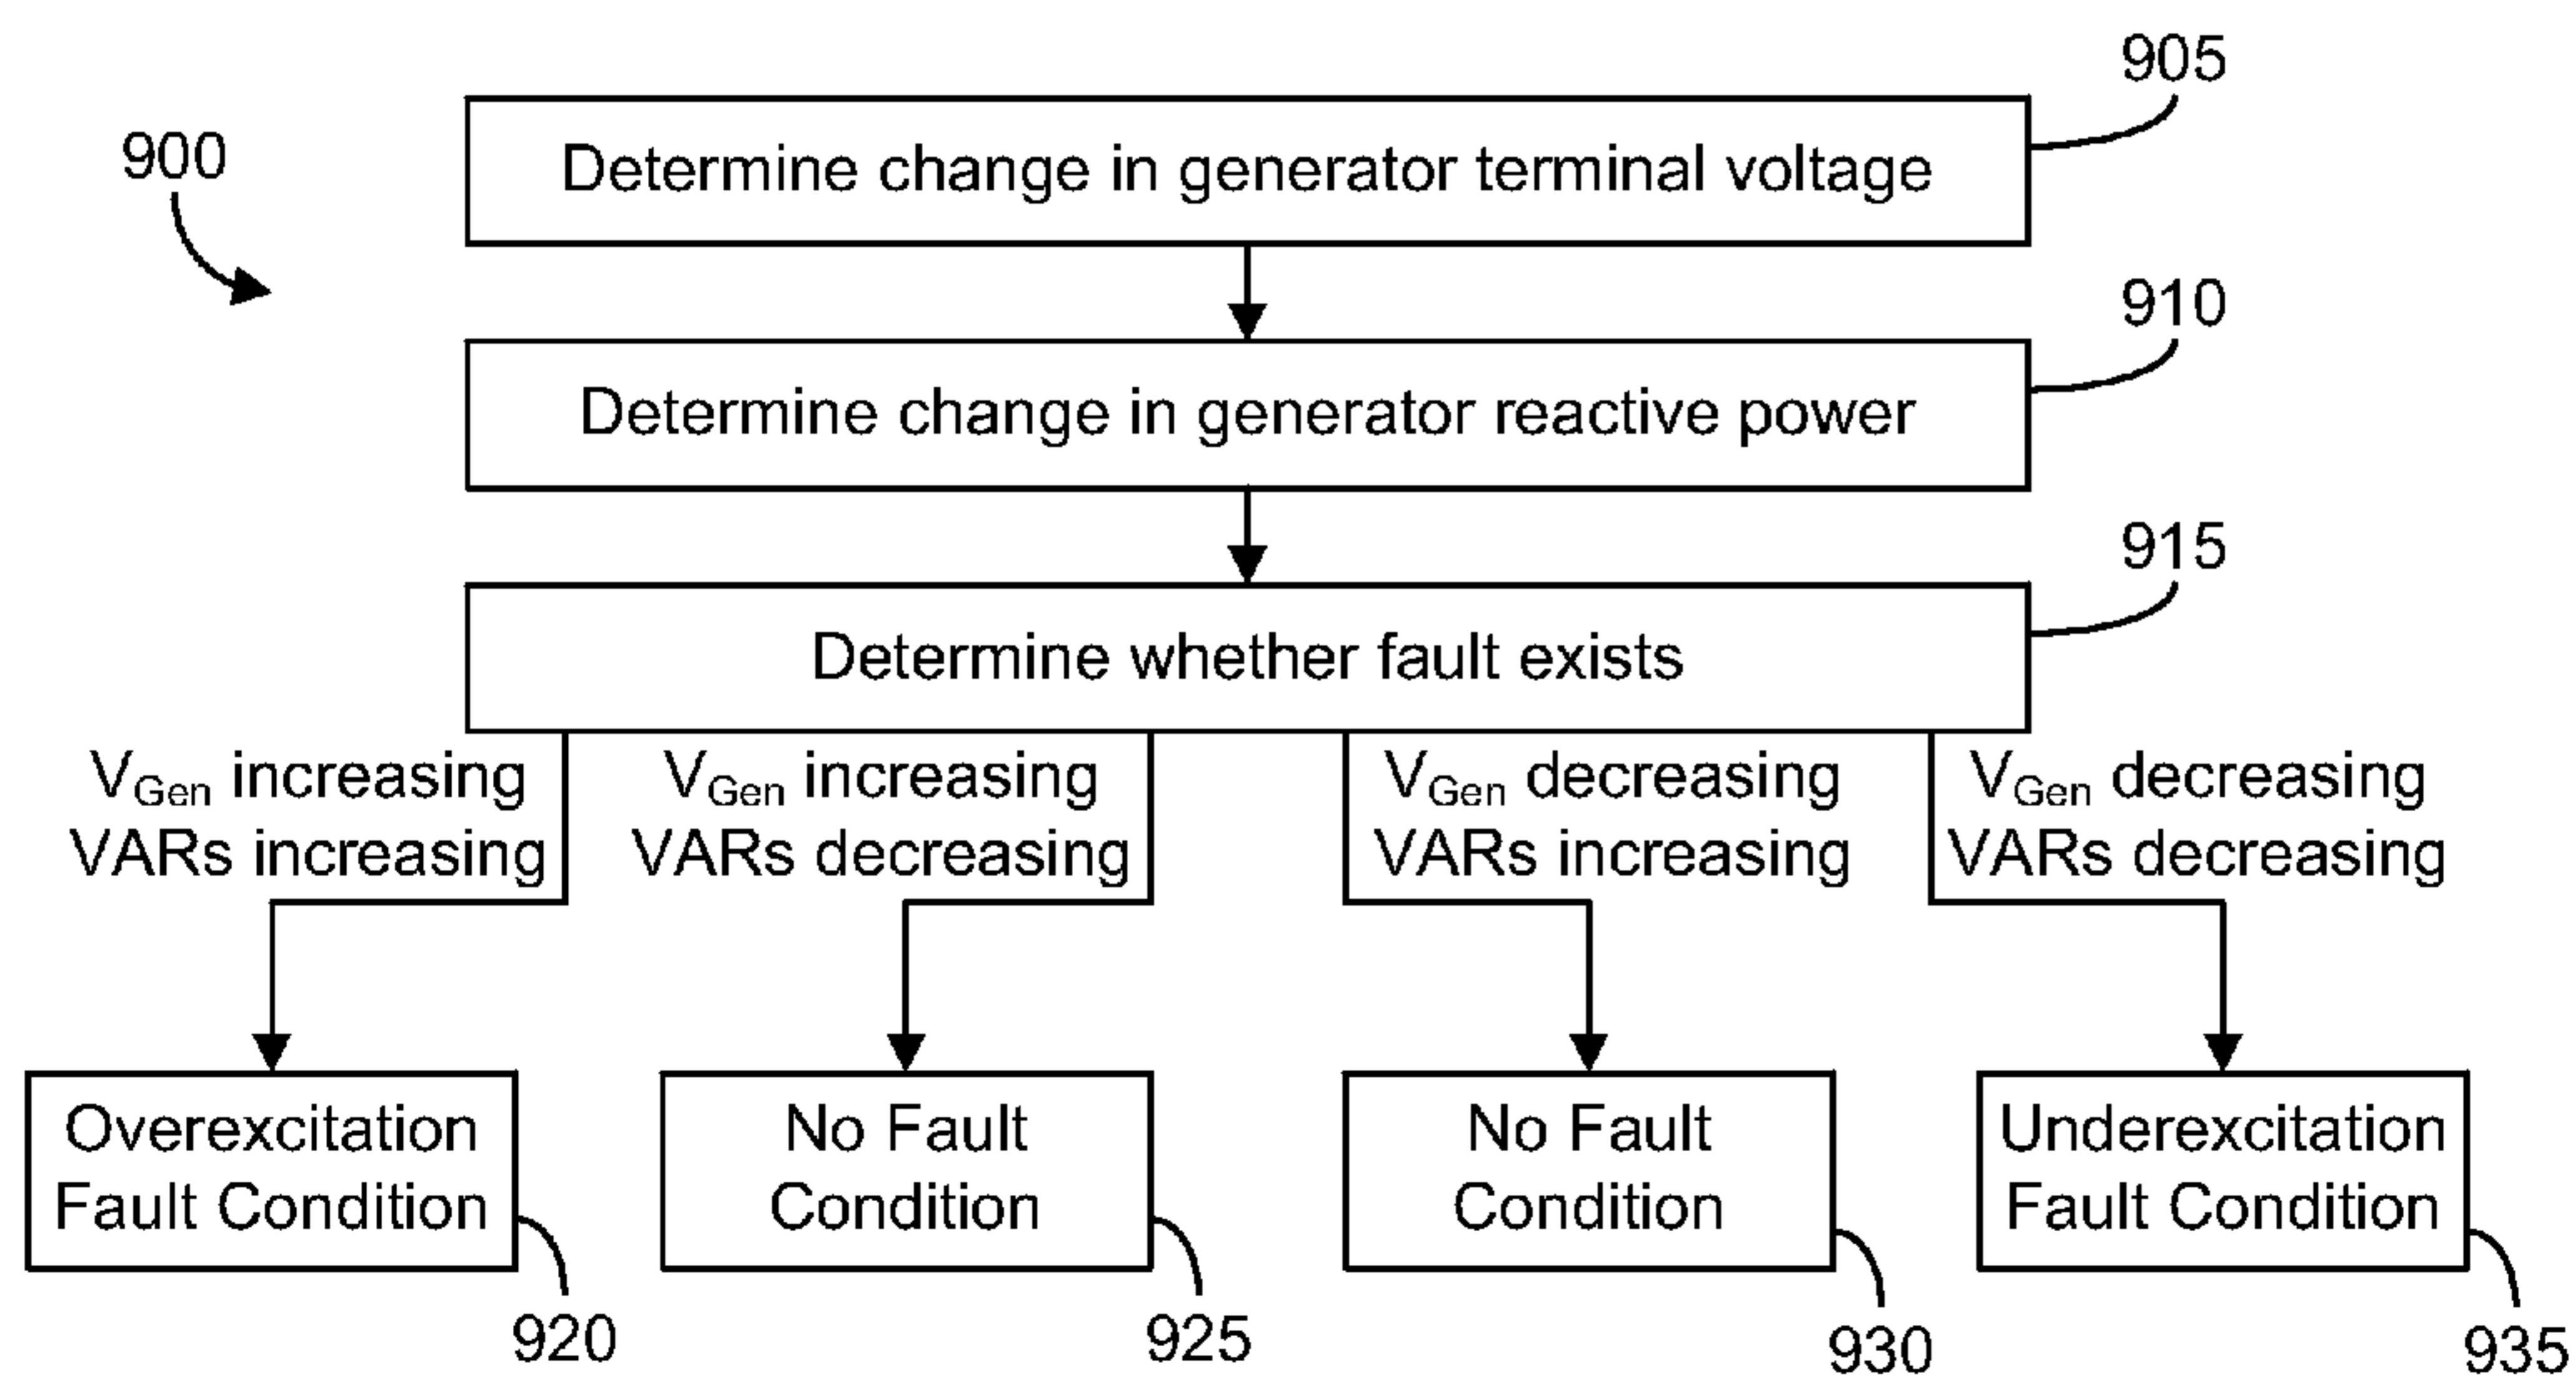 905
900
Determine change in generator terminal voltage
910
Determine change in generator reactive power
915
Determine whether fault exists
VGen increasing
VARs increasing
VGen increasing
VARs decreasing
VGen decreasing
VARs increasing
VGen decreasing
VARs decreasing
Overexcitation
Fault Condition
No Fault
Condition
No Fault
Condition
Underexcitation
Fault Condition
920
925
930
935